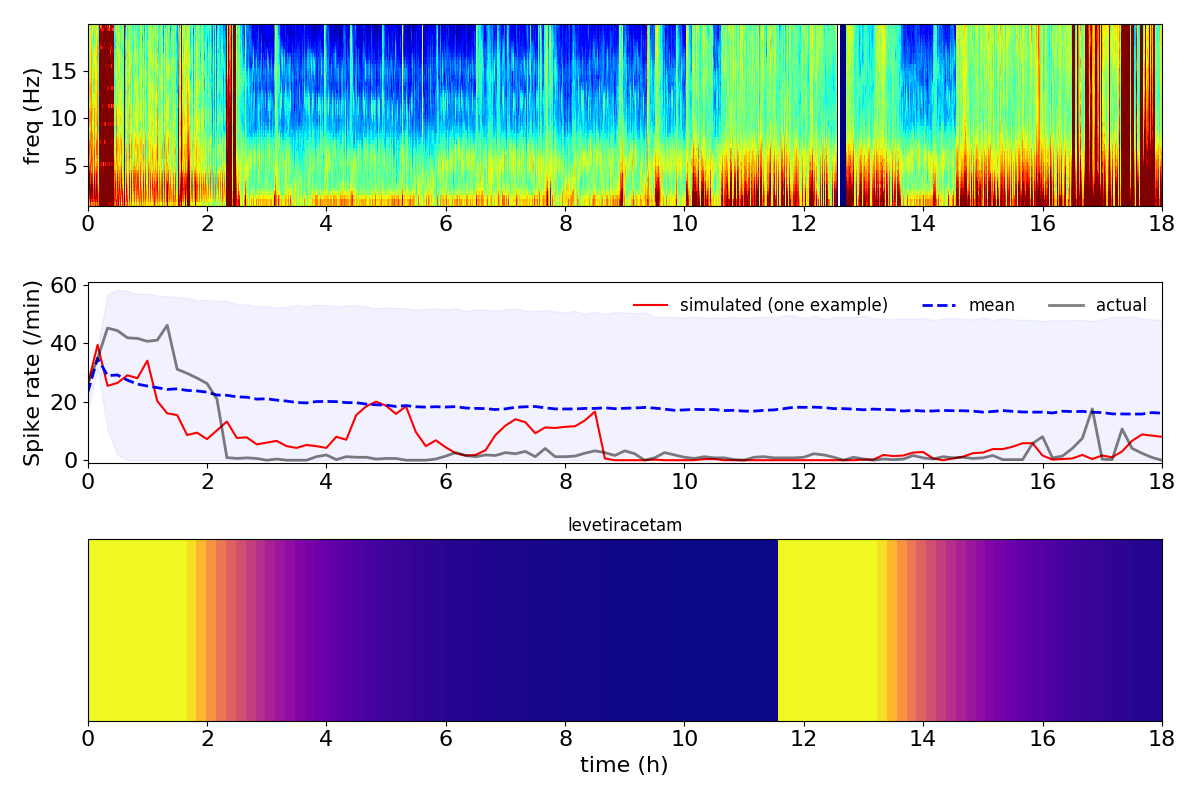 freq (Hz)
15
10
5
0 2 4 6 8 10 12 14 16 18
Spike rate (/min)
60
40
20
0
simulated (one example) mean actual
0 2 4 6 8 10 12 14 16 18
levetiracetam
0 2 4 6 8 10 12 14 16 18
time (h)